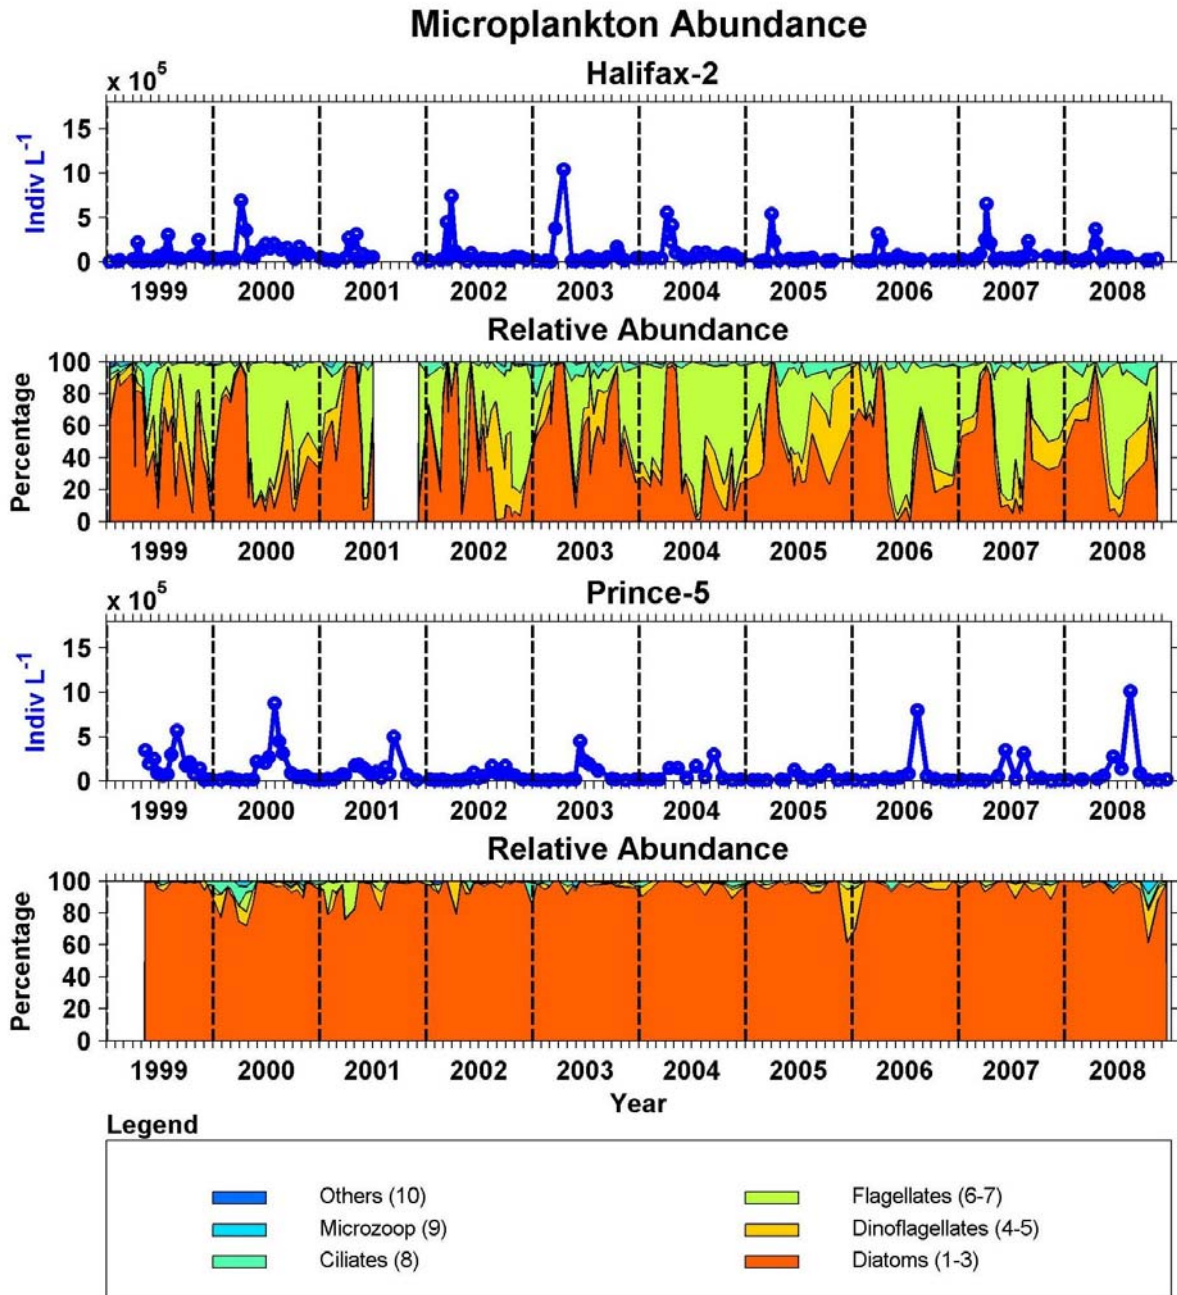 Microplankton Abundance
x 10⁵
Halifax-2
Indiv L⁻¹
15
10
5
0
1999 2000 2001 2002 2003 2004 2005 2006 2007 2008
Relative Abundance
Percentage
100
80
60
40
20
0
1999 2000 2001 2002 2003 2004 2005 2006 2007 2008
x 10⁵
Prince-5
Indiv L⁻¹
15
10
5
0
1999 2000 2001 2002 2003 2004 2005 2006 2007 2008
Relative Abundance
Percentage
100
80
60
40
20
0
1999 2000 2001 2002 2003 2004 2005 2006 2007 2008
Year
Legend
Others (10)
Microzoop (9)
Ciliates (8)
Flagellates (6-7)
Dinoflagellates (4-5)
Diatoms (1-3)